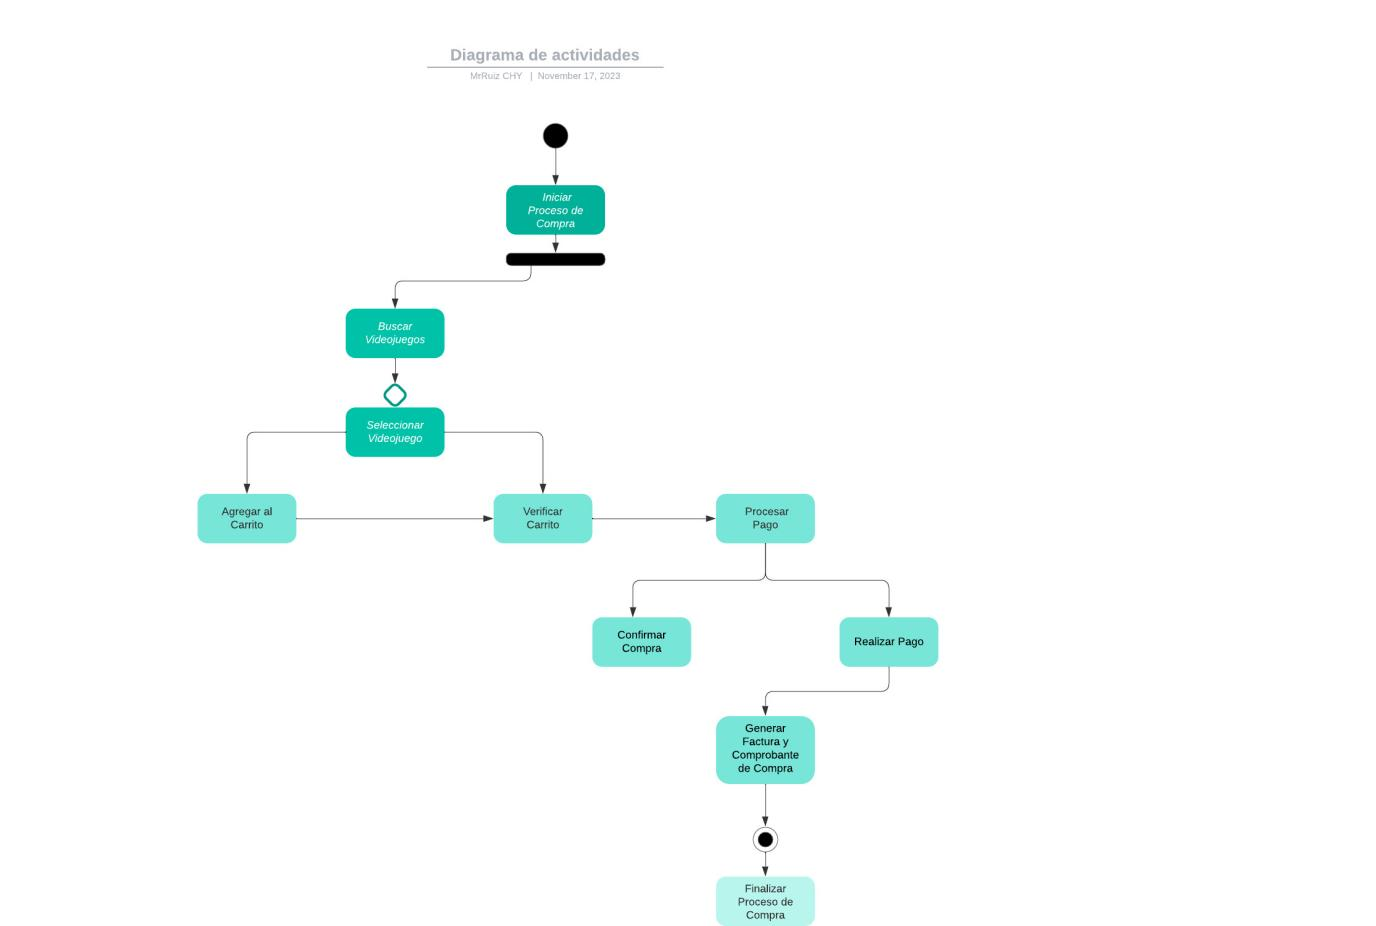 Diagrama de actividades
MrRuiz CHY | November 17, 2023
Iniciar
Proceso de
Compra
Buscar
Videojuegos
Seleccionar
Videojuego
Agregar al
Carrito
Verificar
Carrito
Procesar
Pago
Confirmar
Compra
Realizar Pago
Generar
Factura y
Comprobante
de Compra
Finalizar
Proceso de
Compra